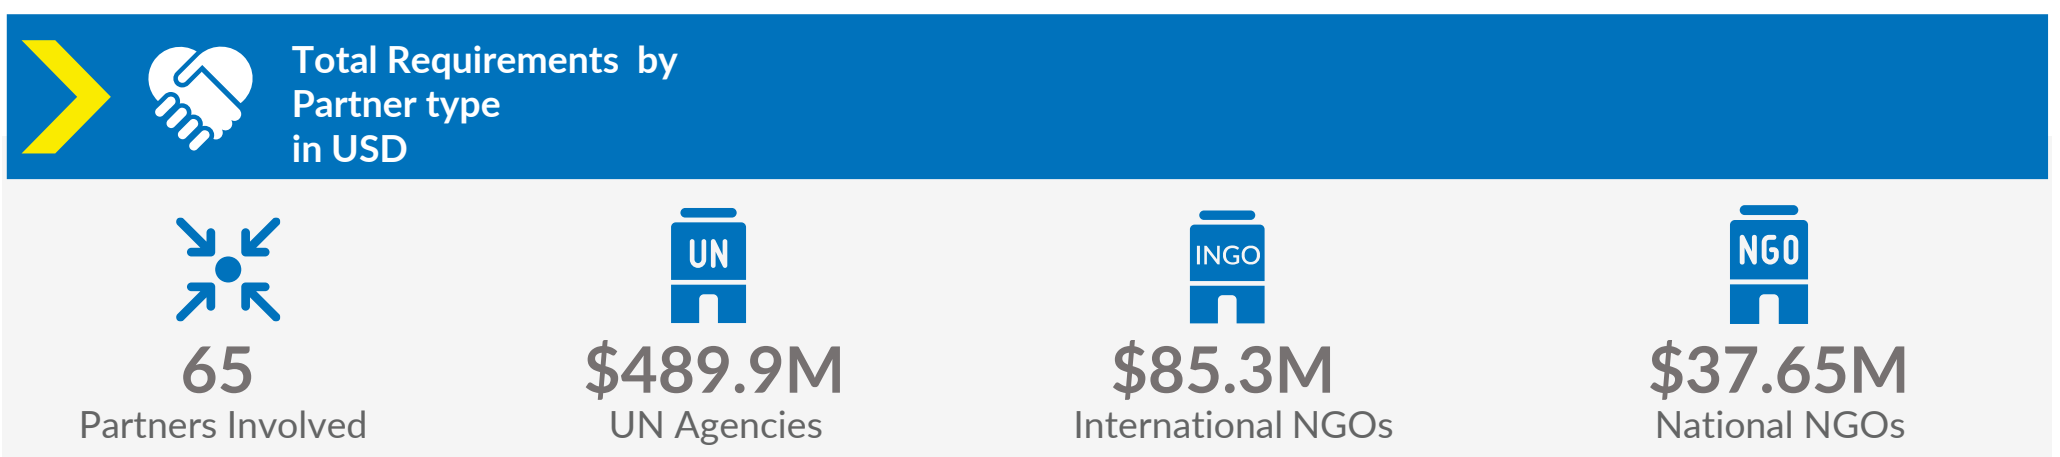 Total Requirements by
Partner type
in USD
UN
INGO
NGO
65
$489.9M
$85.3M
$37.65M
Partners Involved
UN Agencies
International NGOs
National NGOs